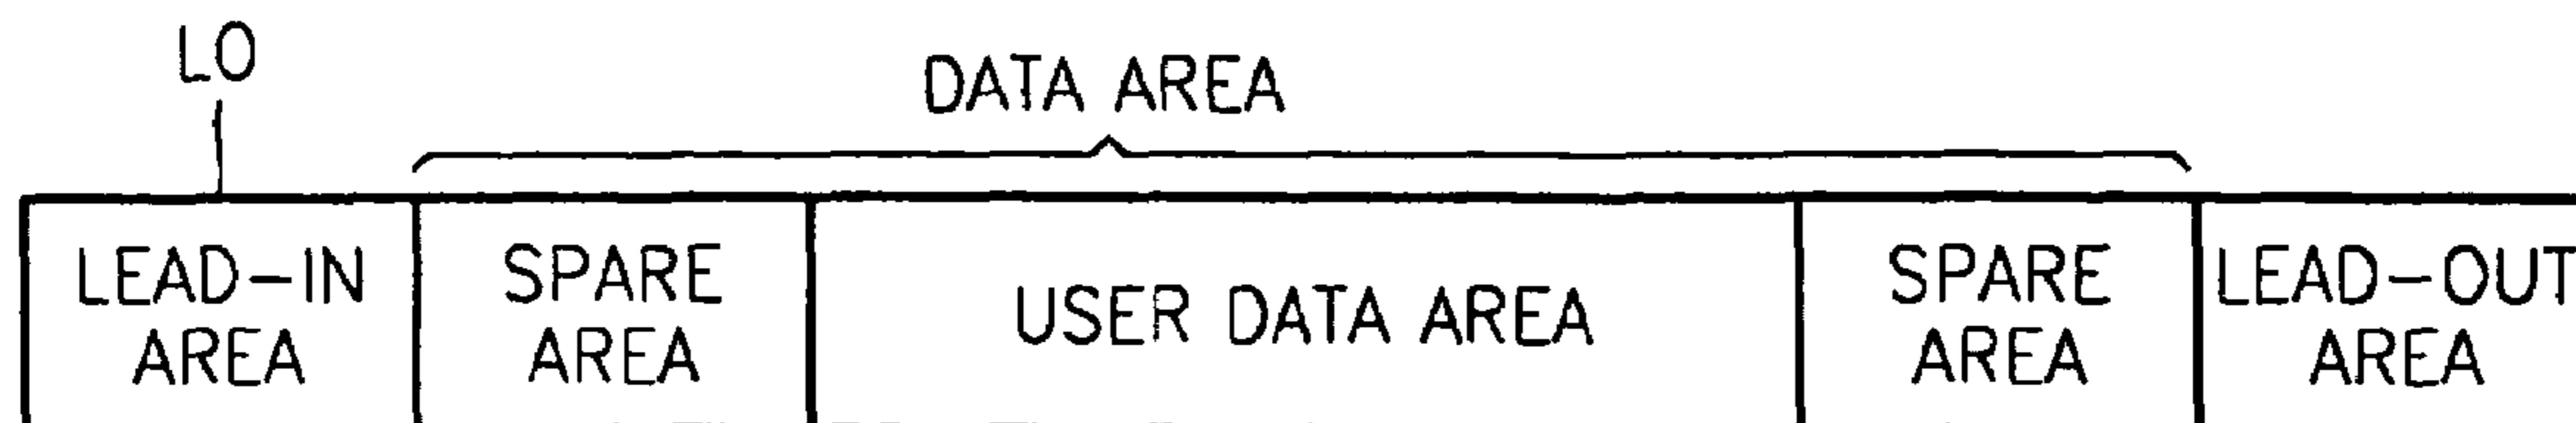 LO
DATA AREA
LEAD-IN
AREA
SPARE
AREA
USER DATA AREA
SPARE
AREA
LEAD-OUT
AREA